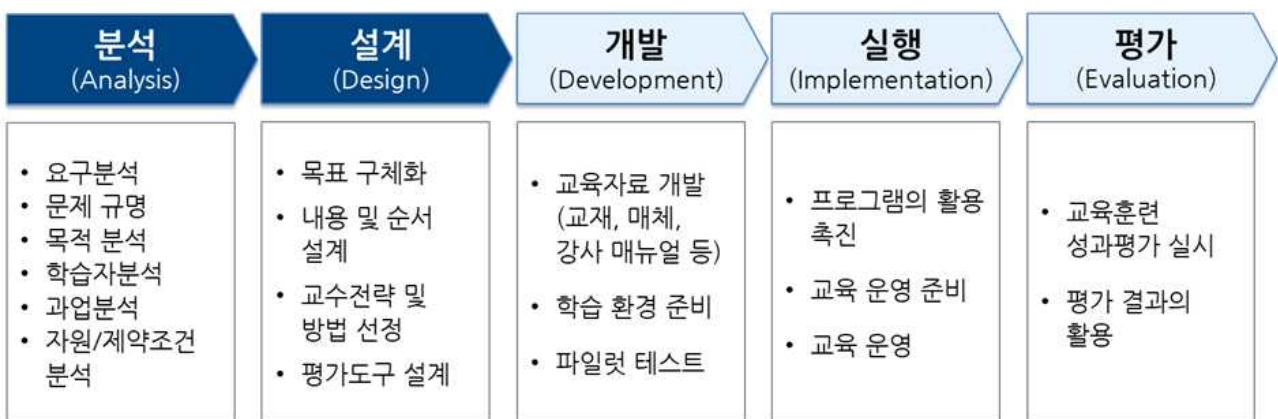 분석
(Analysis)
설계
(Design)
개발
(Development)
실행
(Implementation)
평가
(Evaluation)
• 요구분석
• 문제 규명
• 목적 분석
• 학습자분석
• 과업분석
• 자원/제약조건
분석
• 목표 구체화
• 내용 및 순서
설계
• 교수전략 및
방법 선정
• 평가도구 설계
• 교육자료 개발
(교재, 매체,
강사 매뉴얼 등)
• 학습 환경 준비
• 파일럿 테스트
• 프로그램의 활용
촉진
• 교육 운영 준비
• 교육 운영
• 교육훈련
성과평가 실시
• 평가 결과의
활용